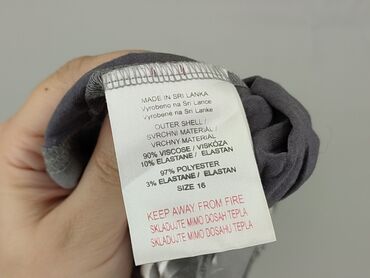 MADE IN SRI LANKA
Vyrobeno na Srí Lance
Vyrobené na Srí Lanke
OUTER SHELL /
SVRCHNÍ MATERIÁL /
VRCHNÝ MATERIÁL
90% VISCOSE / VISKÓZA
10% ELASTANE / ELASTAN
97% POLYESTER
3% ELASTANE / ELASTAN
SIZE 16
KEEP AWAY FROM FIRE
SKLADUJTE MIMO DOSAH TEPLA
SKLADUJTE MIMO DOSAHU TEPLA